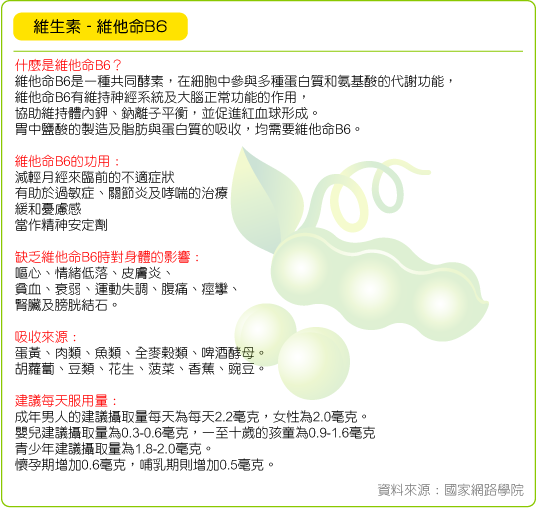 維生素 - 維他命B6
什麼是維他命B6？
維他命B6是一種共同酵素，在細胞中參與多種蛋白質和氨基酸的代謝功能，
維他命B6有維持神經系統及大腦正常功能的作用，
協助維持體內鉀、鈉離子平衡，並促進紅血球形成。
胃中鹽酸的製造及脂肪與蛋白質的吸收，均需要維他命B6。
維他命B6的功用：
減輕月經來臨前的不適症狀
有助於過敏症、關節炎及哮喘的治療
緩和憂慮感
當作精神安定劑
缺乏維他命B6時對身體的影響：
嘔心、情緒低落、皮膚炎、
貧血、衰弱、運動失調、腹痛、痙攣、
腎臟及膀胱結石。
吸收來源：
蛋黃、肉類、魚類、全麥穀類、啤酒酵母。
胡蘿蔔、豆類、花生、菠菜、香蕉、豌豆。
建議每天服用量：
成年男人的建議攝取量每天為每天2.2毫克，女性為2.0毫克。
嬰兒建議攝取量為0.3-0.6毫克，一至十歲的孩童為0.9-1.6毫克
青少年建議攝取量為1.8-2.0毫克。
懷孕期增加0.6毫克，哺乳期則增加0.5毫克。
資料來源：國家網路學院